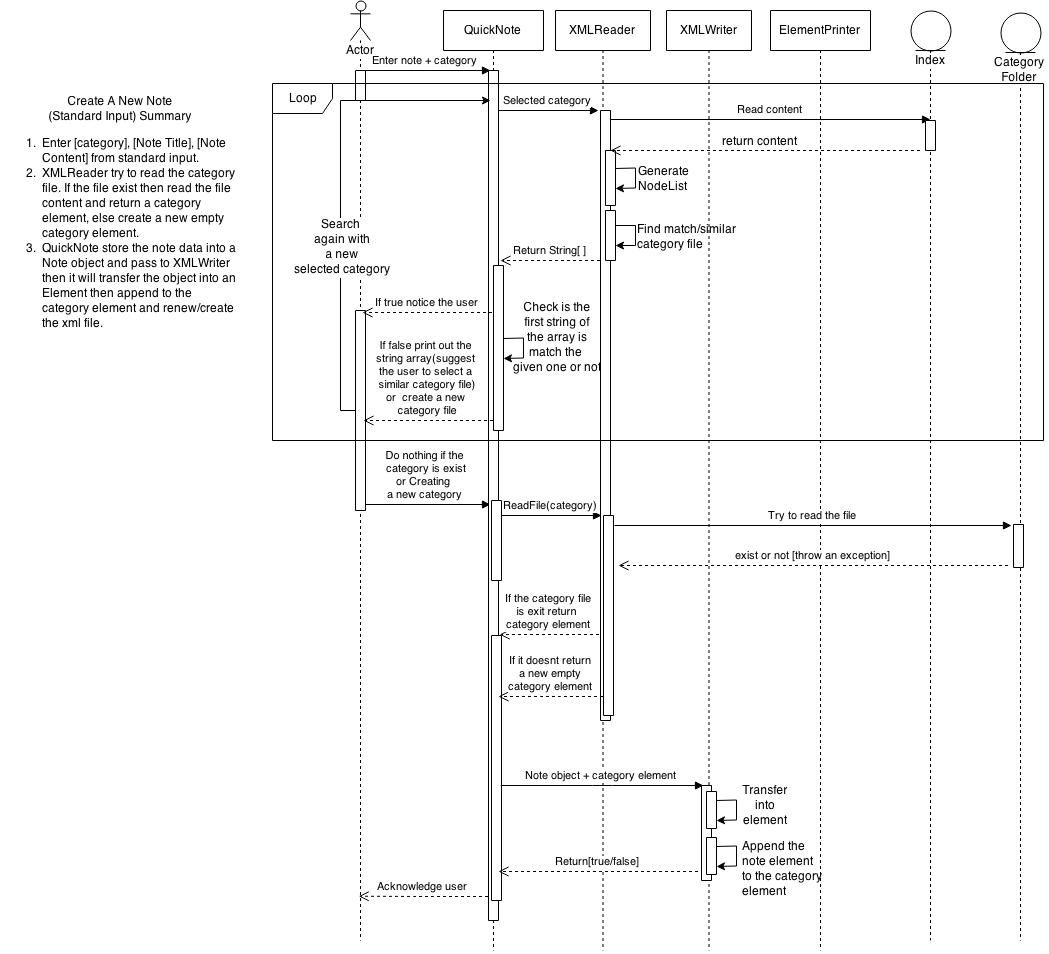 Actor
QuickNote
XMLReader
XMLWriter
ElementPrinter
Index
Category
Folder
Enter note + category
Loop
Create A New Note
(Standard Input) Summary
1. Enter [category], [Note Title], [Note
Content] from standard input.
2. XMLReader try to read the category
file. If the file exist then read the file
content and return a category
element, else create a new empty
category element.
3. QuickNote store the note data into a
Note object and pass to XMLWriter
then it will transfer the object into an
Element then append to the
category element and renew/create
the xml file.
Selected category
Read content
return content
Generate
NodeList
Find match/similar
category file
Return String[ ]
Search
again with
a new
selected category
If true notice the user
Check is the
first string of
the array is
match the
given one or not
If false print out the
string array(suggest
the user to select a
similar category file)
or create a new
category file
Do nothing if the
category is exist
or Creating
a new category
ReadFile(category)
Try to read the file
exist or not [throw an exception]
If the category file
is exit return
category element
If it doesnt return
a new empty
category element
Note object + category element
Transfer
into
element
Append the
note element
to the category
element
Return[true/false]
Acknowledge user